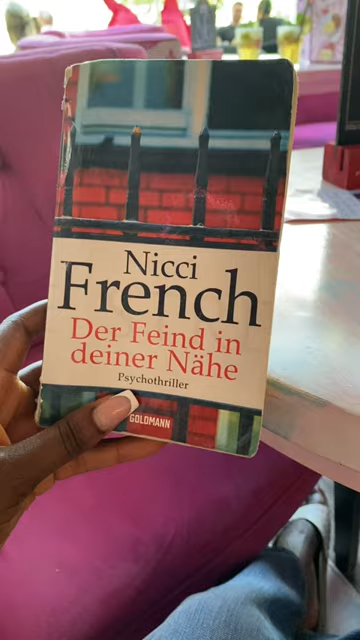 Nicci
French
Der Feind in
deiner Nähe
Psychothriller
GOLDMANN